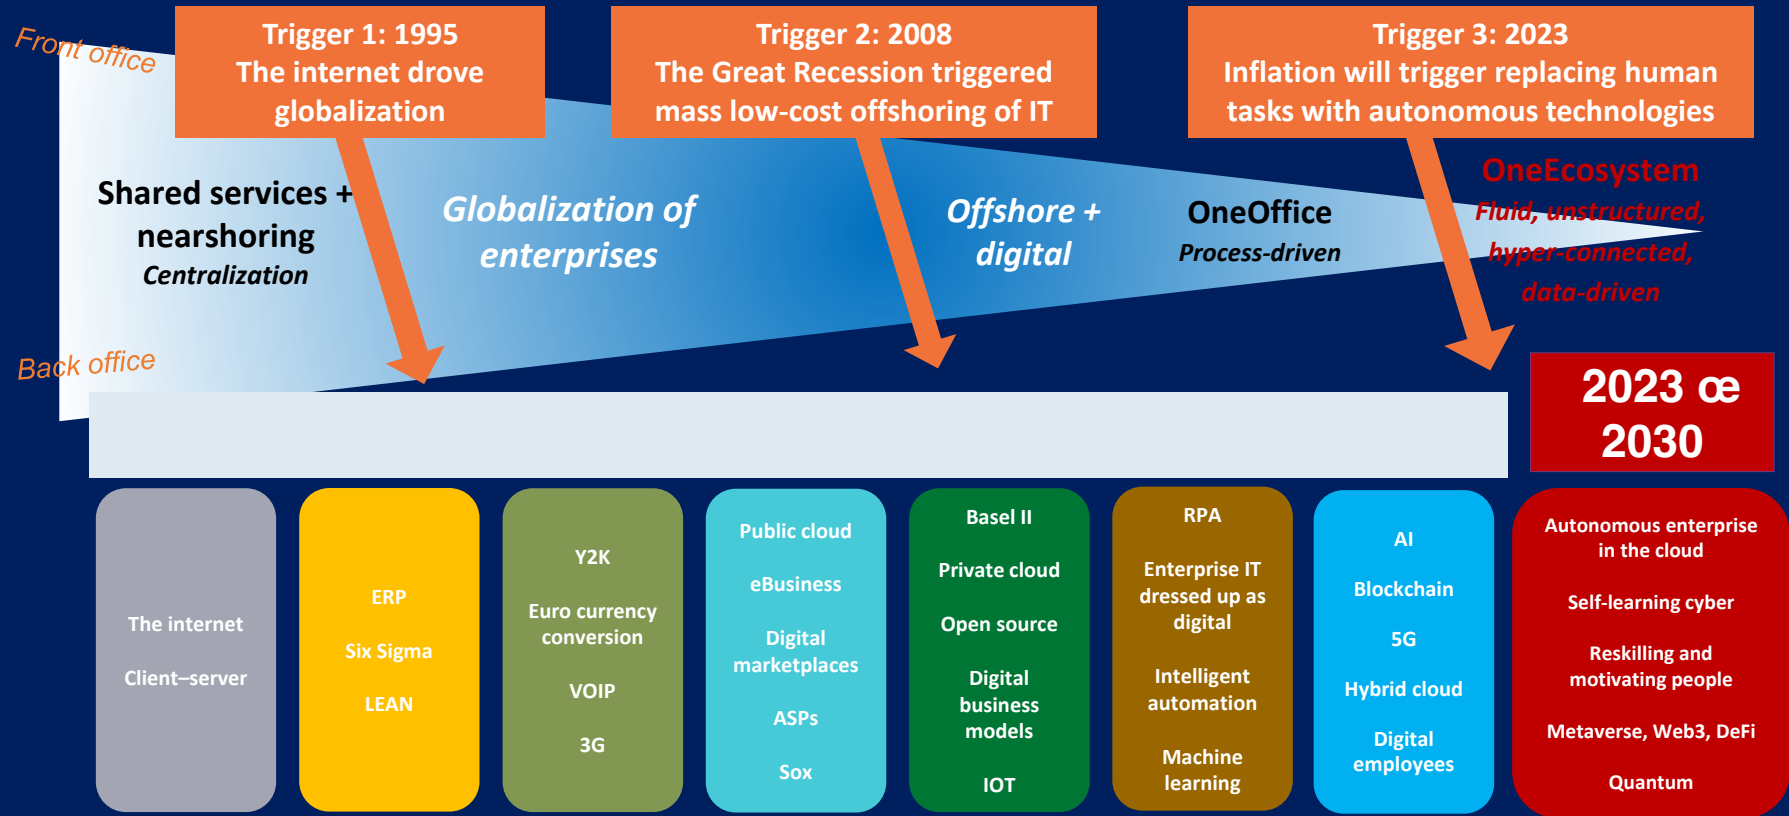 Front office
Trigger 1: 1995
The internet drove
globalization
Trigger 2: 2008
The Great Recession triggered
mass low-cost offshoring of IT
Trigger 3: 2023
Inflation will trigger replacing human
tasks with autonomous technologies
Shared services +
nearshoring
Centralization
Globalization of
enterprises
Offshore +
digital
OneOffice
Process-driven
OneEcosystem
Fluid, unstructured,
hyper-connected,
data-driven
Back office
2023 œ
2030
The internet
Client–server
ERP
Six Sigma
LEAN
Y2K
Euro currency
conversion
VOIP
3G
Public cloud
eBusiness
Digital
marketplaces
ASPs
Sox
Basel II
Private cloud
Open source
Digital
business
models
IOT
RPA
Enterprise IT
dressed up as
digital
Intelligent
automation
Machine
learning
AI
Blockchain
5G
Hybrid cloud
Digital
employees
Autonomous enterprise
in the cloud
Self-learning cyber
Reskilling and
motivating people
Metaverse, Web3, DeFi
Quantum